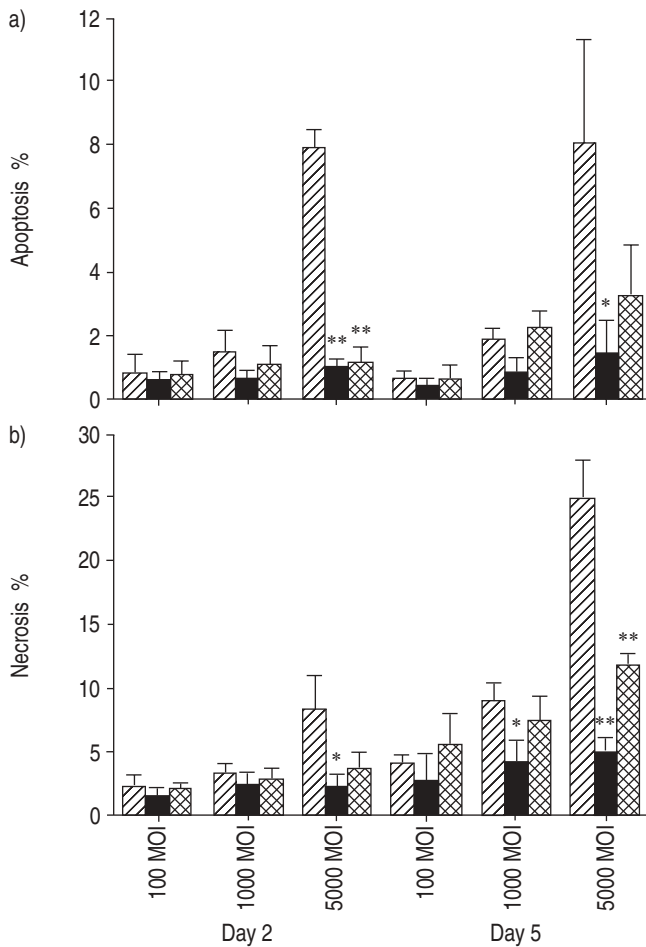 a)
12
10
8
6
4
2
0
Apoptosis %
** **
*
b)
30
25
20
15
10
5
0
Necrosis %
*
*
**
**
100 MOI
1000 MOI
5000 MOI
100 MOI
1000 MOI
5000 MOI
Day 2
Day 5